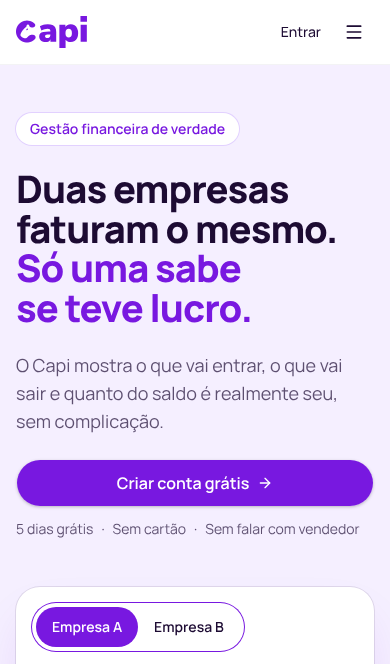 Capi
Entrar
Gestão financeira de verdade
Duas empresas
faturam o mesmo.
Só uma sabe
se teve lucro.
O Capi mostra o que vai entrar, o que vai
sair e quanto do saldo é realmente seu,
sem complicação.
Criar conta grátis →
5 dias grátis · Sem cartão · Sem falar com vendedor
Empresa A Empresa B